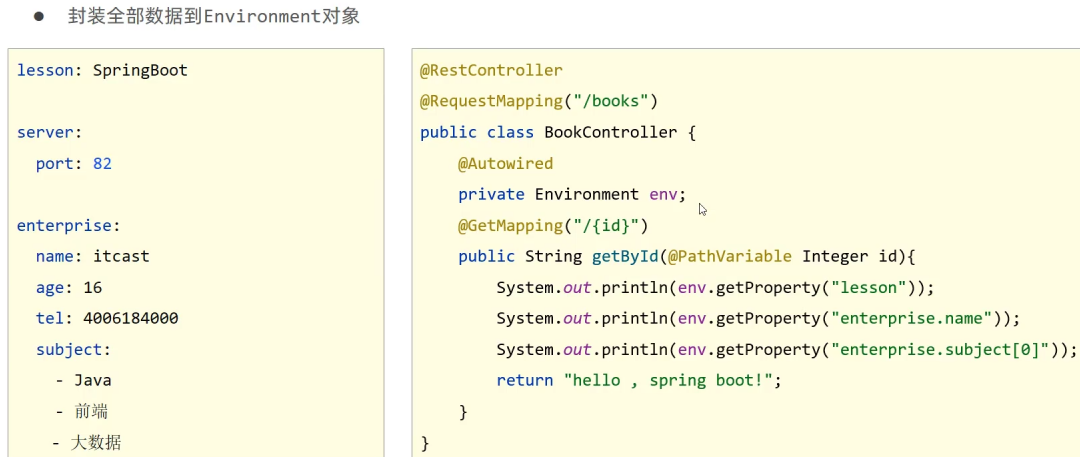 ● 封装全部数据到Environment对象
lesson: SpringBoot
server:
  port: 82
enterprise:
  name: itcast
  age: 16
  tel: 4006184000
  subject:
    - Java
    - 前端
    - 大数据
@RestController
@RequestMapping("/books")
public class BookController {
    @Autowired
    private Environment env;
    @GetMapping("/{id}")
    public String getById(@PathVariable Integer id){
        System.out.println(env.getProperty("lesson"));
        System.out.println(env.getProperty("enterprise.name"));
        System.out.println(env.getProperty("enterprise.subject[0]"));
        return "hello , spring boot!";
    }
}